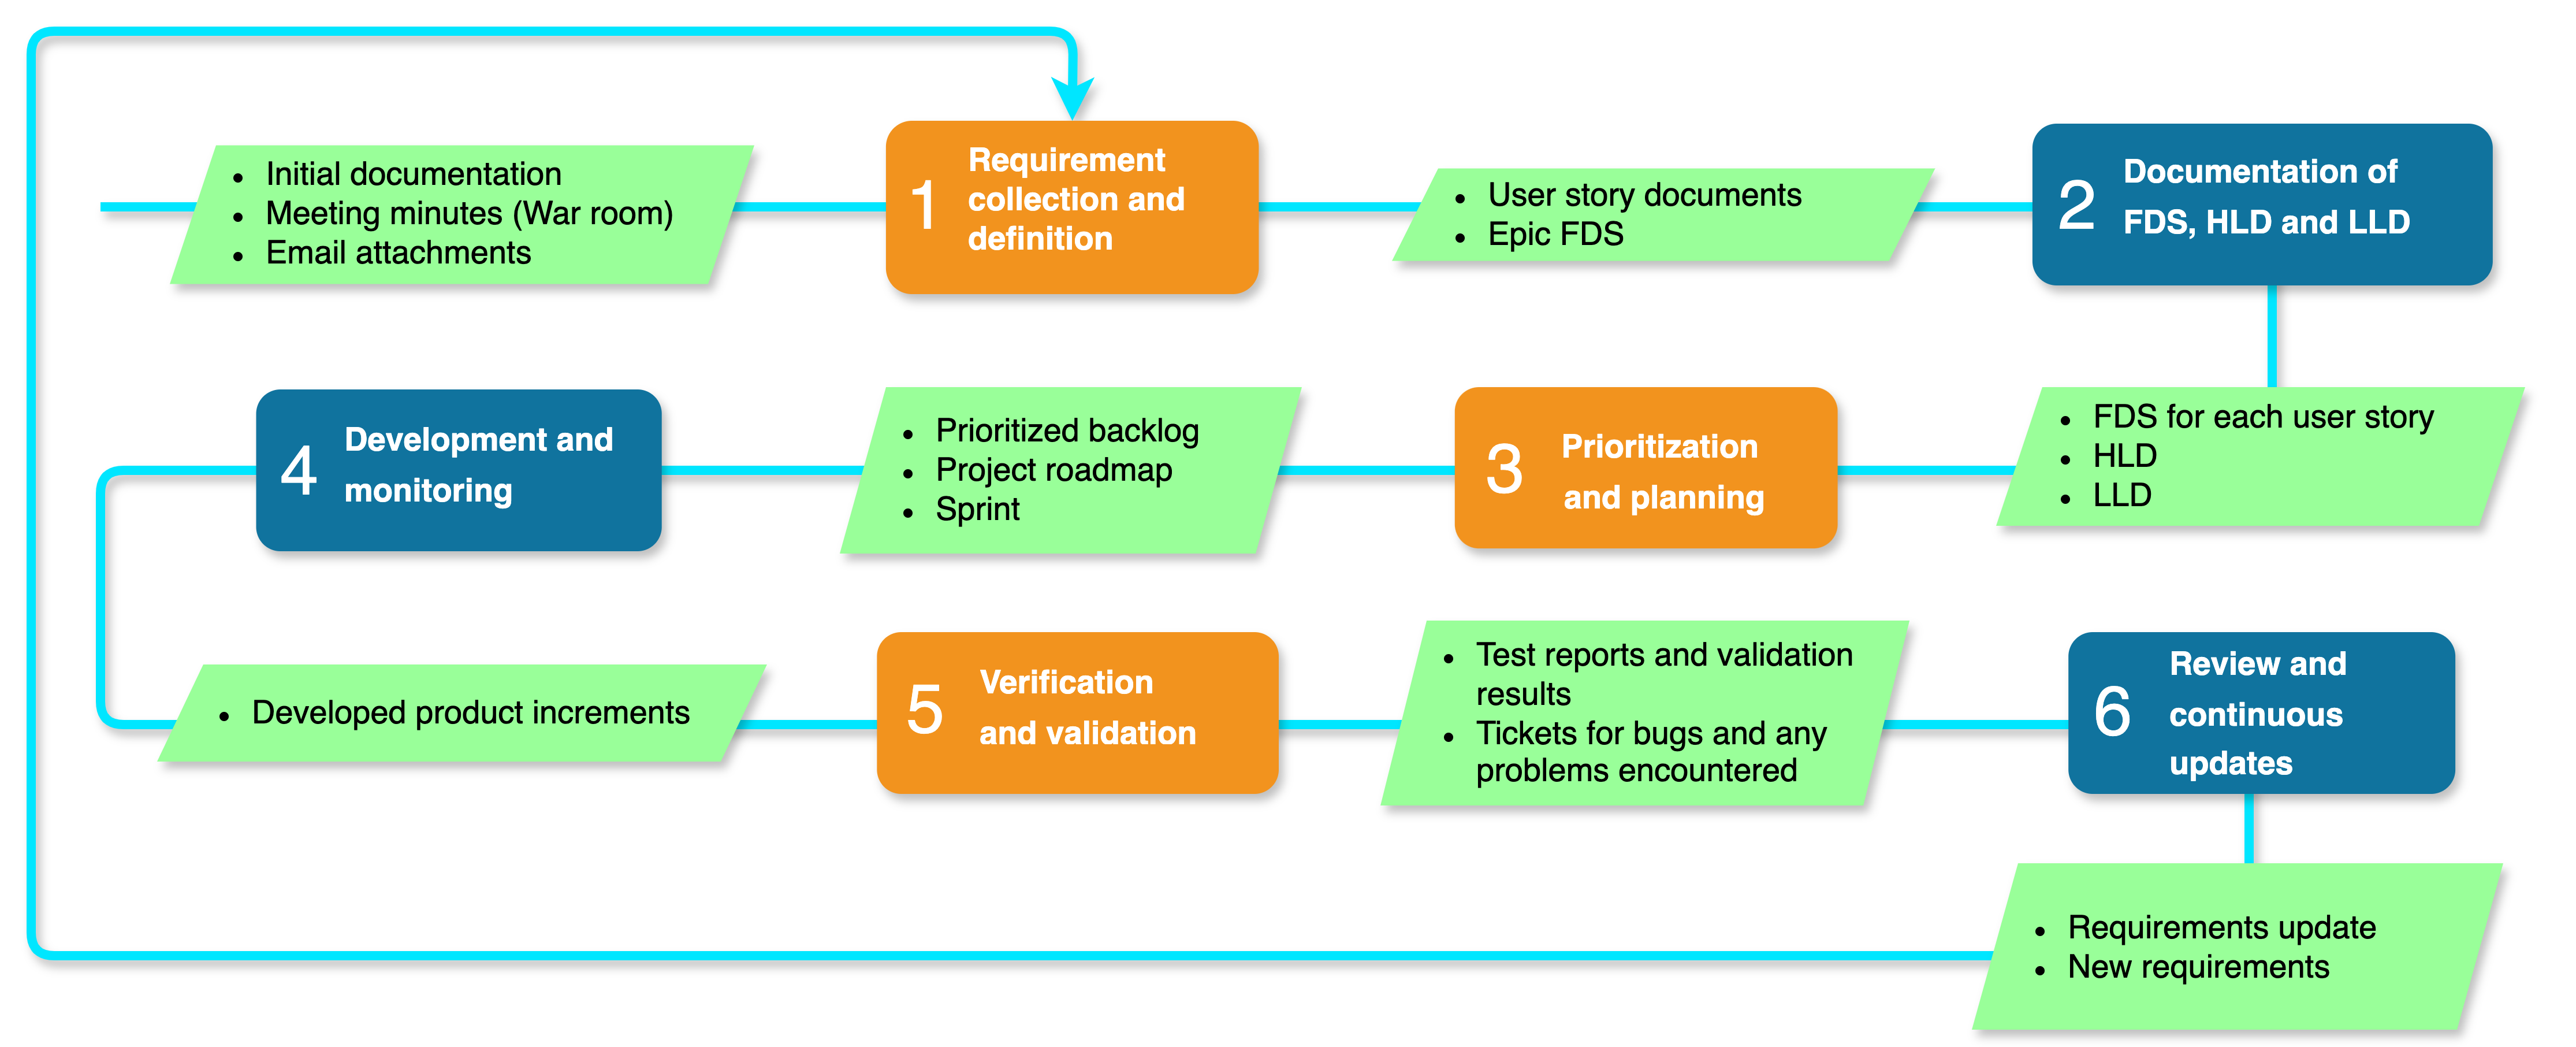 • Initial documentation
• Meeting minutes (War room)
• Email attachments
1
Requirement
collection and
definition
• User story documents
• Epic FDS
2
Documentation of
FDS, HLD and LLD
• FDS for each user story
• HLD
• LLD
3
Prioritization
and planning
• Prioritized backlog
• Project roadmap
• Sprint
4
Development and
monitoring
• Developed product increments
5
Verification
and validation
• Test reports and validation
results
• Tickets for bugs and any
problems encountered
6
Review and
continuous
updates
• Requirements update
• New requirements